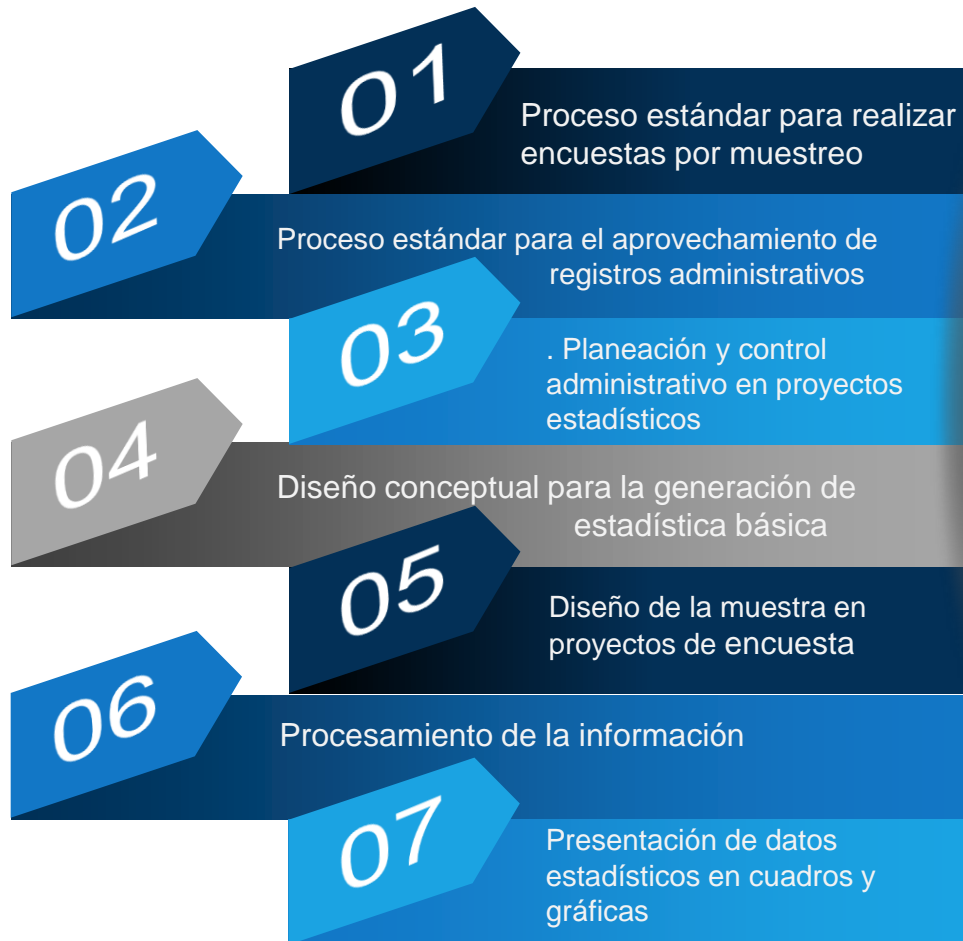 01
Proceso estándar para realizar
encuestas por muestreo
02
Proceso estándar para el aprovechamiento de
registros administrativos
03
. Planeación y control
administrativo en proyectos
estadísticos
04
Diseño conceptual para la generación de
estadística básica
05
Diseño de la muestra en
proyectos de encuesta
06
Procesamiento de la información
07
Presentación de datos
estadísticos en cuadros y
gráficas